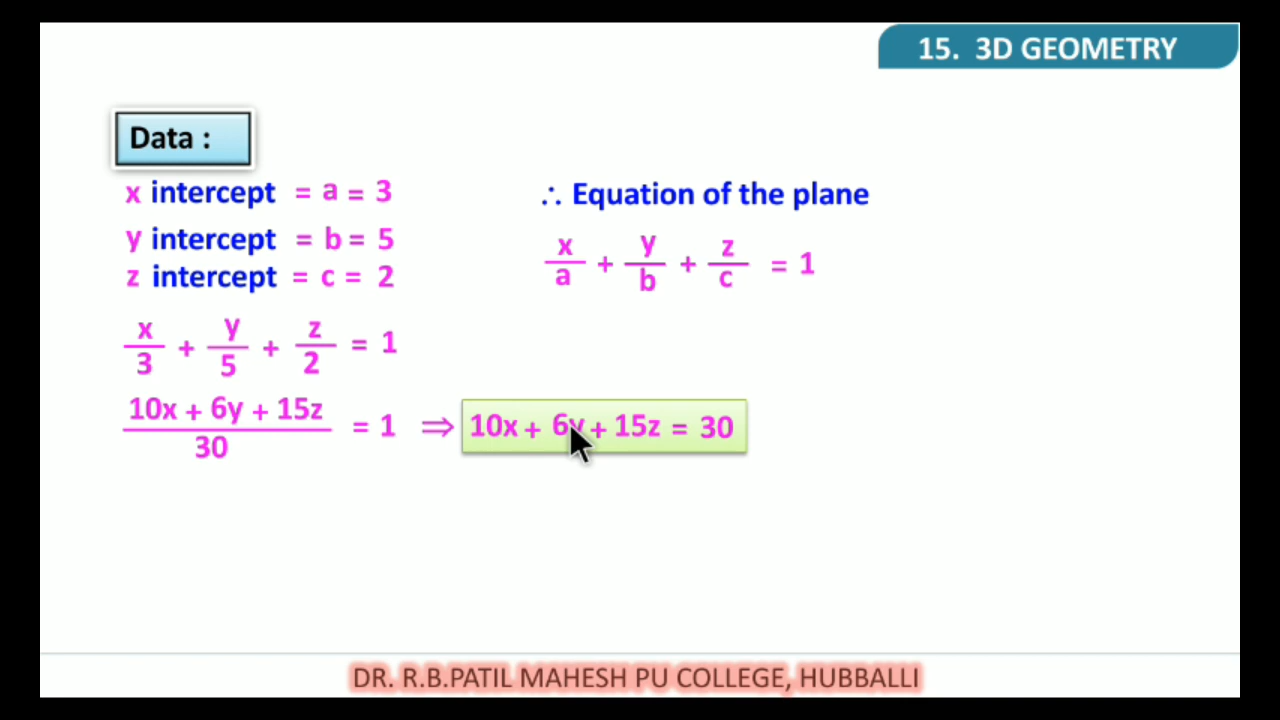 15. 3D GEOMETRY
Data :
x intercept = a = 3
y intercept = b = 5
z intercept = c = 2
x/3 + y/5 + z/2 = 1
(10x + 6y + 15z)/30 = 1 ⇒ 10x + 6y + 15z = 30
∴ Equation of the plane
x/a + y/b + z/c = 1
DR. R.B.PATIL MAHESH PU COLLEGE, HUBBALLI